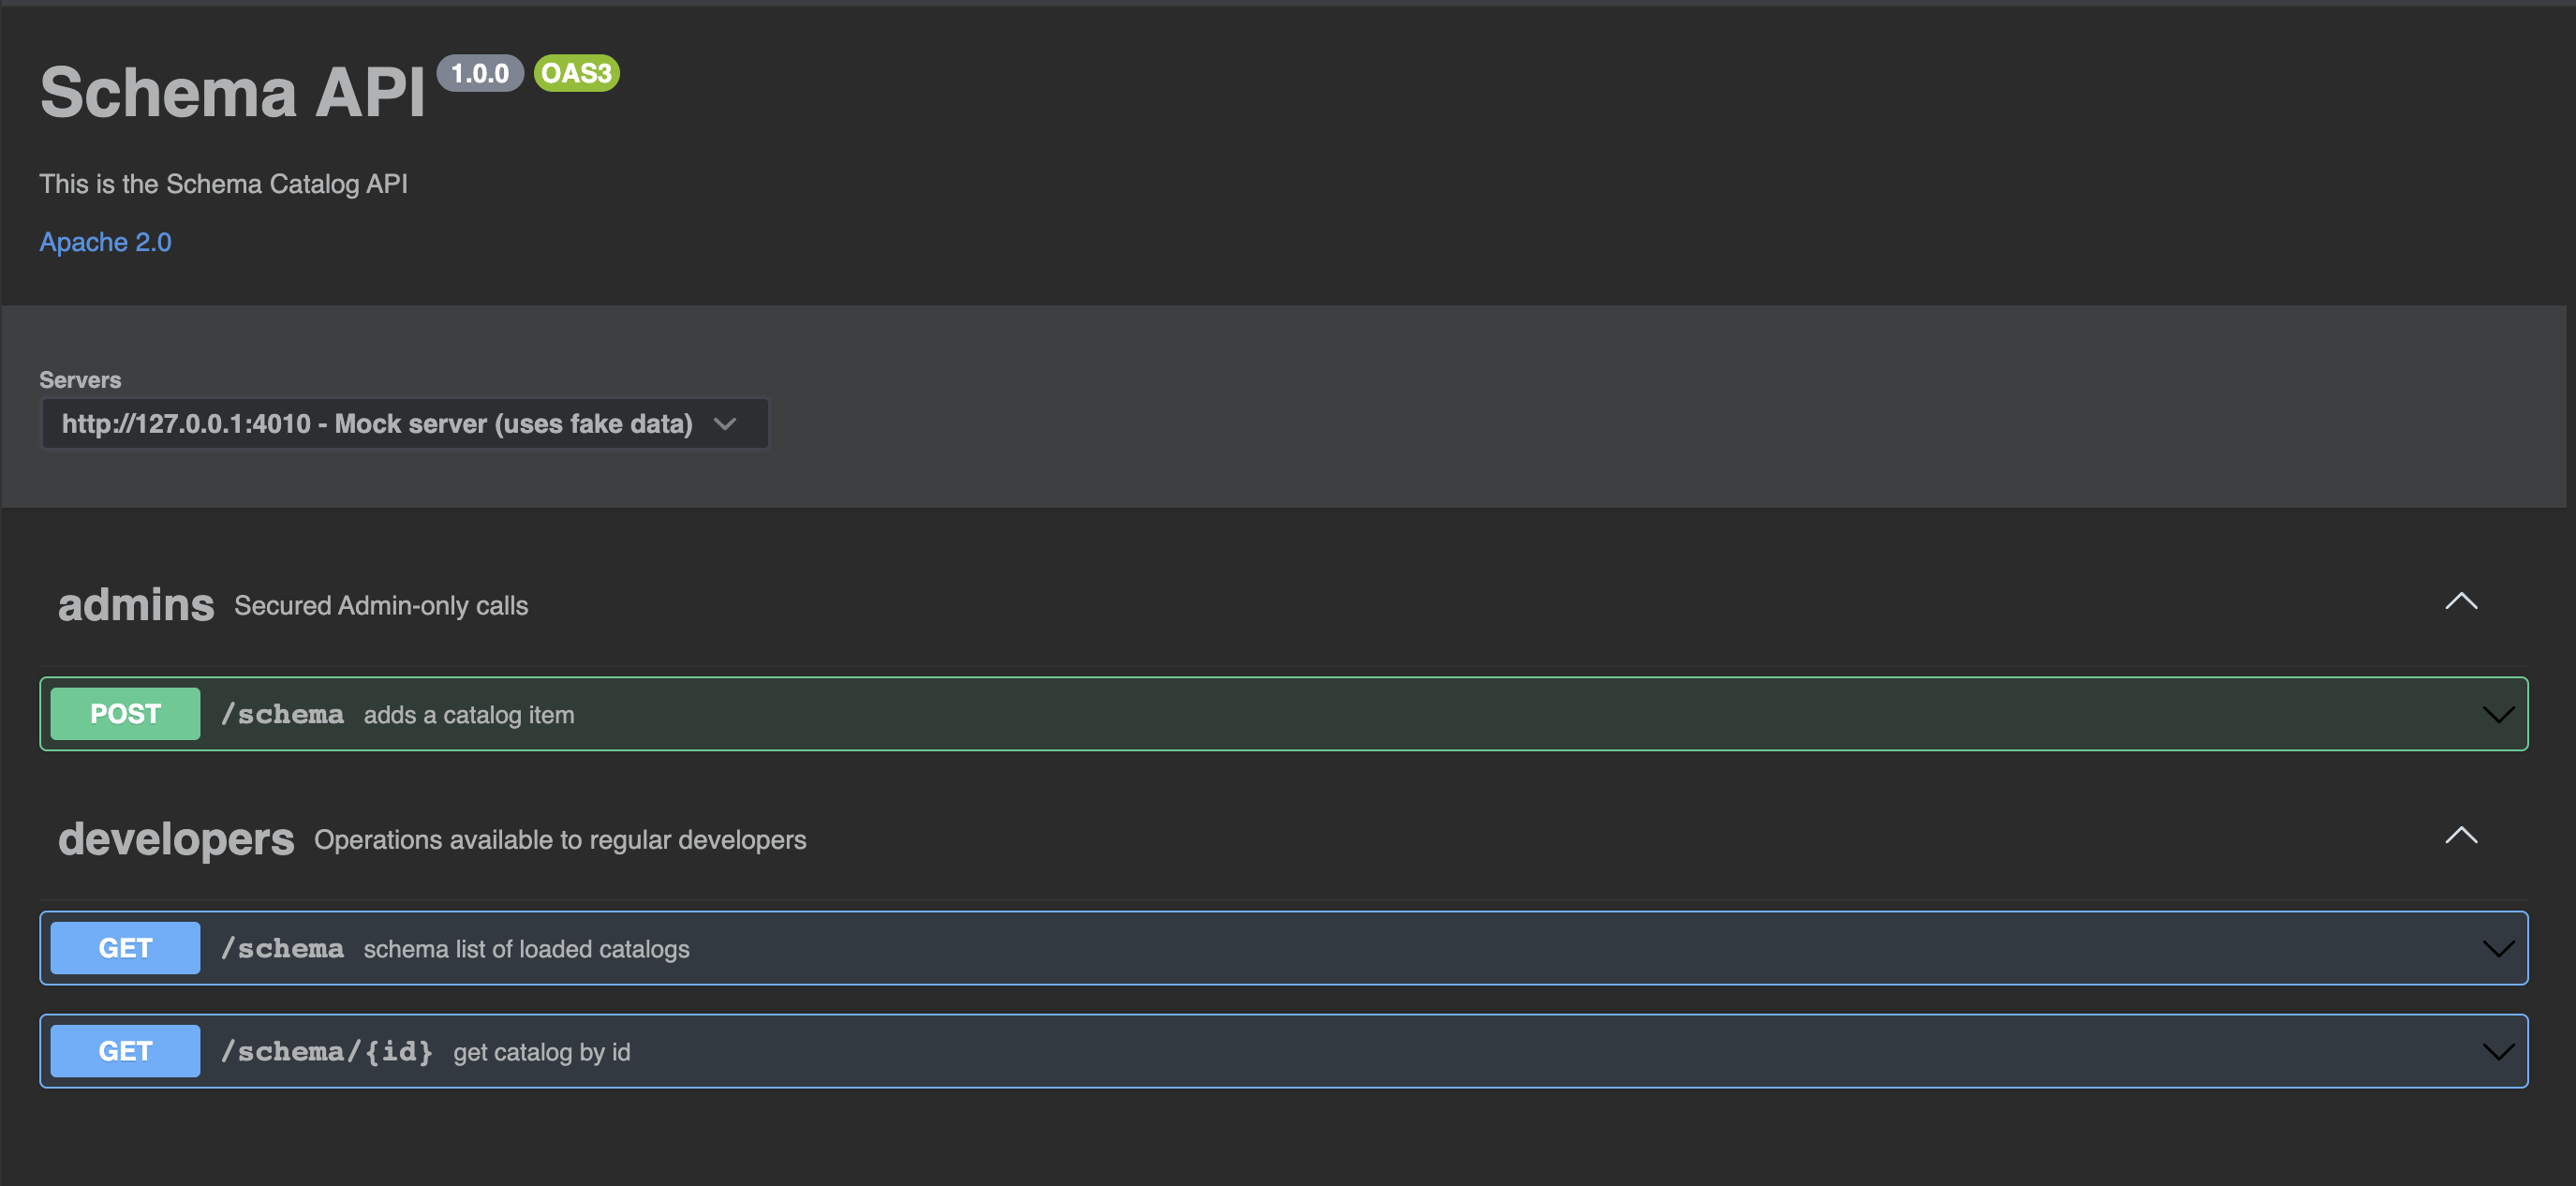 Schema API 1.0.0 OAS3
This is the Schema Catalog API
Apache 2.0
Servers
http://127.0.0.1:4010 - Mock server (uses fake data)
admins Secured Admin-only calls
POST /schema adds a catalog item
developers Operations available to regular developers
GET /schema schema list of loaded catalogs
GET /schema/{id} get catalog by id